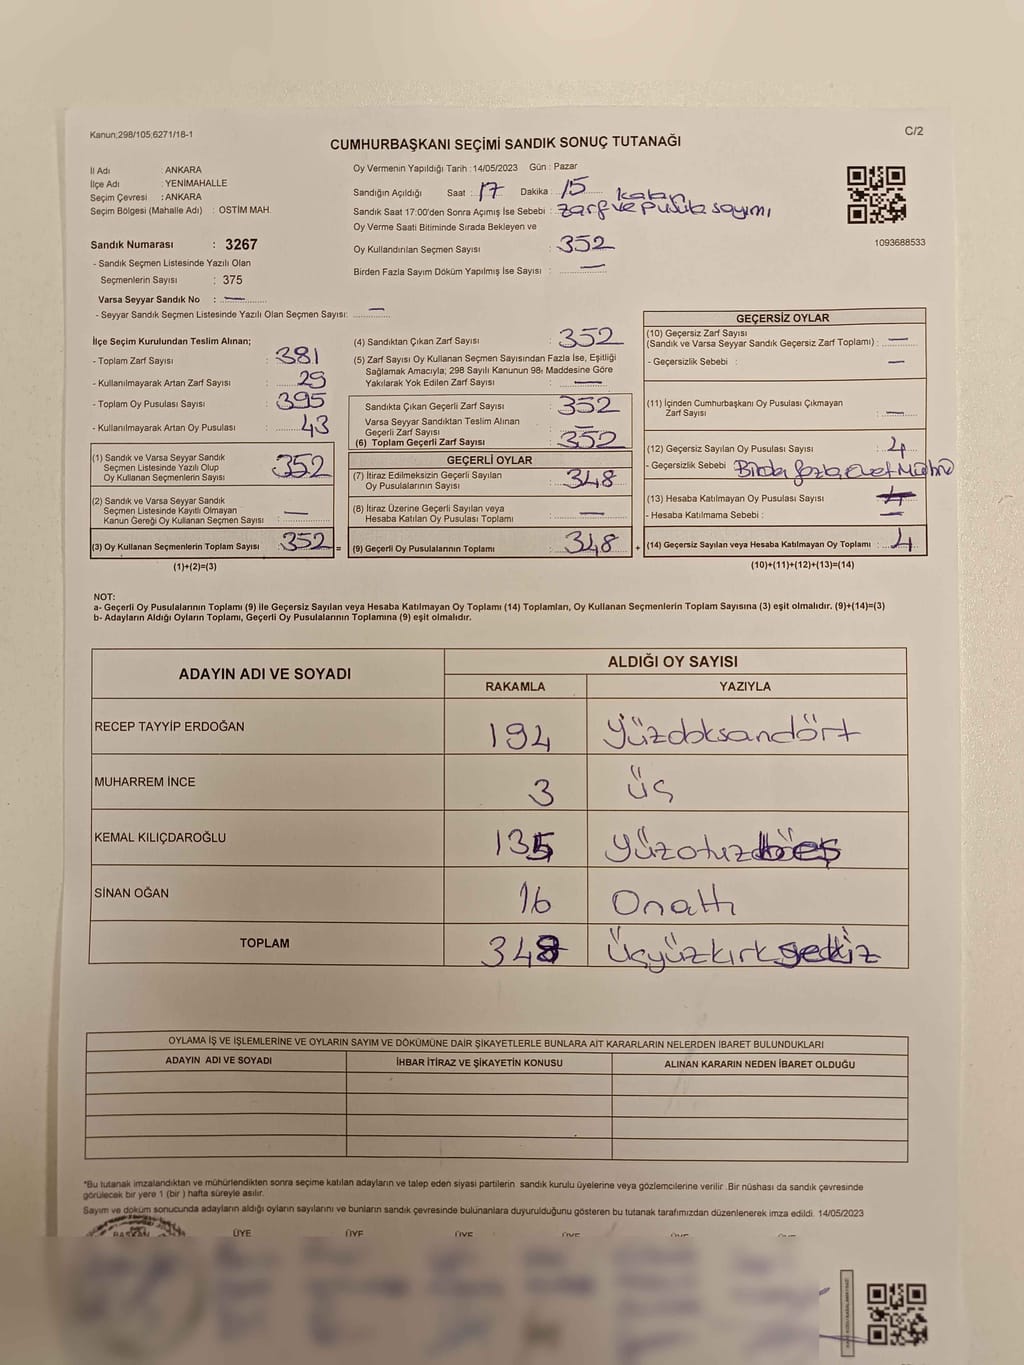 Kanun;298/105;6271/18-1
C/2
CUMHURBAŞKANI SEÇİMİ SANDIK SONUÇ TUTANAĞI
İl Adı : ANKARA
İlçe Adı : YENİMAHALLE
Seçim Çevresi : ANKARA
Seçim Bölgesi (Mahalle Adı) : OSTİM MAH.
Sandık Numarası : 3267
- Sandık Seçmen Listesinde Yazılı Olan
Seçmenlerin Sayısı : 375
Varsa Seyyar Sandık No : —
- Seyyar Sandık Seçmen Listesinde Yazılı Olan Seçmen Sayısı: —
Oy Vermenin Yapıldığı Tarih : 14/05/2023 Gün : Pazar
Sandığın Açıldığı Saat : 17 Dakika : 15
Sandık Saat 17:00'den Sonra Açımış İse Sebebi : zarf ve pusula sayımı
Oy Verme Saati Bitiminde Sırada Bekleyen ve
Oy Kullandırılan Seçmen Sayısı : 352
Birden Fazla Sayım Döküm Yapılmış İse Sayısı : —
1093688533
İlçe Seçim Kurulundan Teslim Alınan;
- Toplam Zarf Sayısı : 381
- Kullanılmayarak Artan Zarf Sayısı : 29
- Toplam Oy Pusulası Sayısı : 395
- Kullanılmayarak Artan Oy Pusulası : 43
(1) Sandık ve Varsa Seyyar Sandık
Seçmen Listesinde Yazılı Olup
Oy Kullanan Seçmenlerin Sayısı : 352
(2) Sandık ve Varsa Seyyar Sandık
Seçmen Listesinde Kayıtlı Olmayan
Kanun Gereği Oy Kullanan Seçmen Sayısı : —
(3) Oy Kullanan Seçmenlerin Toplam Sayısı : 352 =
(1)+(2)=(3)
(4) Sandıktan Çıkan Zarf Sayısı : 352
(5) Zarf Sayısı Oy Kullanan Seçmen Sayısından Fazla İse, Eşitliği
Sağlamak Amacıyla; 298 Sayılı Kanunun 98. Maddesine Göre
Yakılarak Yok Edilen Zarf Sayısı : —
Sandıkta Çıkan Geçerli Zarf Sayısı : 352
Varsa Seyyar Sandıktan Teslim Alınan
Geçerli Zarf Sayısı : —
(6) Toplam Geçerli Zarf Sayısı : 352
GEÇERLİ OYLAR
(7) İtiraz Edilmeksizin Geçerli Sayılan
Oy Pusulalarının Sayısı : 348
(8) İtiraz Üzerine Geçerli Sayılan veya
Hesaba Katılan Oy Pusulası Toplamı : —
(9) Geçerli Oy Pusulalarının Toplamı : 348 +
GEÇERSİZ OYLAR
(10) Geçersiz Zarf Sayısı
(Sandık ve Varsa Seyyar Sandık Geçersiz Zarf Toplamı) : —
- Geçersizlik Sebebi : —
(11) İçinden Cumhurbaşkanı Oy Pusulası Çıkmayan
Zarf Sayısı : —
(12) Geçersiz Sayılan Oy Pusulası Sayısı : 4
- Geçersizlik Sebebi : fazla evet
(13) Hesaba Katılmayan Oy Pusulası Sayısı : —
- Hesaba Katılmama Sebebi :
(14) Geçersiz Sayılan veya Hesaba Katılmayan Oy Toplamı : 4
(10)+(11)+(12)+(13)=(14)
NOT:
a- Geçerli Oy Pusulalarının Toplamı (9) ile Geçersiz Sayılan veya Hesaba Katılmayan Oy Toplamı (14) Toplamları, Oy Kullanan Seçmenlerin Toplam Sayısına (3) eşit olmalıdır. (9)+(14)=(3)
b- Adayların Aldığı Oyların Toplamı, Geçerli Oy Pusulalarının Toplamına (9) eşit olmalıdır.
ADAYIN ADI VE SOYADI
ALDIĞI OY SAYISI
RAKAMLA YAZIYLA
RECEP TAYYİP ERDOĞAN 194 Yüzdoksandört
MUHARREM İNCE 3 üç
KEMAL KILIÇDAROĞLU 135 Yüzotuzbeş
SİNAN OĞAN 16 Onaltı
TOPLAM 348 Üçyüzkırksekiz
OYLAMA İŞ VE İŞLEMLERİNE VE OYLARIN SAYIM VE DÖKÜMÜNE DAİR ŞİKAYETLERLE BUNLARA AİT KARARLARIN NELERDEN İBARET BULUNDUKLARI
ADAYIN ADI VE SOYADI İHBAR İTİRAZ VE ŞİKAYETİN KONUSU ALINAN KARARIN NEDEN İBARET OLDUĞU
*Bu tutanak imzalandıktan ve mühürlendikten sonra seçime katılan adayların ve talep eden siyasi partilerin sandık kurulu üyelerine veya gözlemcilerine verilir .Bir nüshası da sandık çevresinde
görülecek bir yere 1 (bir ) hafta süreyle asılır.
Sayım ve döküm sonucunda adayların aldığı oyların sayılarını ve bunların sandık çevresinde bulunanlara duyurulduğunu gösteren bu tutanak tarafımızdan düzenlenerek imza edildi. 14/05/2023
BAŞKAN ÜYE ÜYE ÜYE ÜYE ÜYE ÜYE